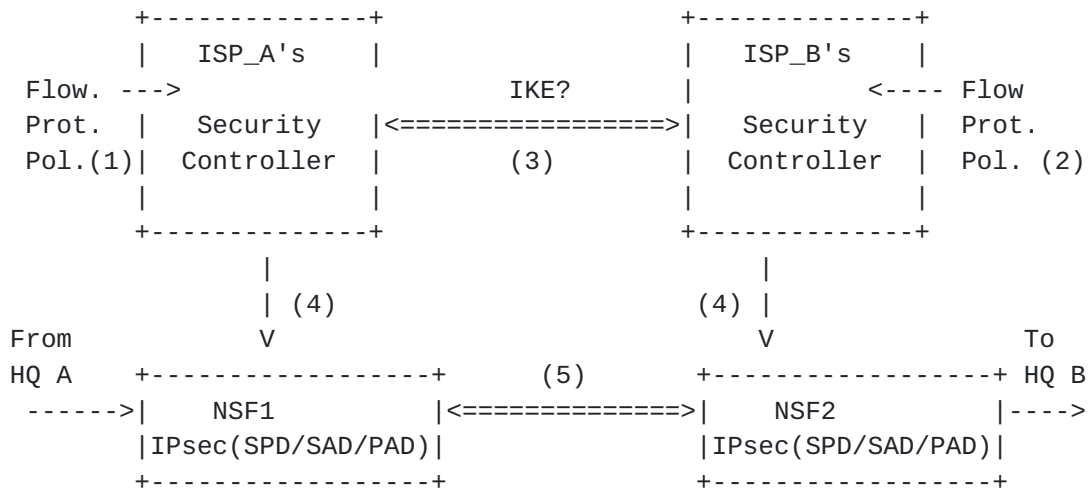 +--------------+                   +--------------+
|   ISP_A's    |                   |   ISP_B's    |
Flow. --->             IKE?       |           <---- Flow
Prot.  |   Security   |<=================>|   Security   |  Prot.
Pol.(1)|  Controller  |       (3)         |  Controller  |  Pol. (2)
|              |                   |              |
+--------------+                   +--------------+
|                              |
| (4)                      (4) |
From               V                              V               To
HQ A    +------------------+      (5)       +------------------+ HQ B
------>|    NSF1          |<==============>|    NSF2          |---->
|IPsec(SPD/SAD/PAD)|                |IPsec(SPD/SAD/PAD)|
+------------------+                +------------------+